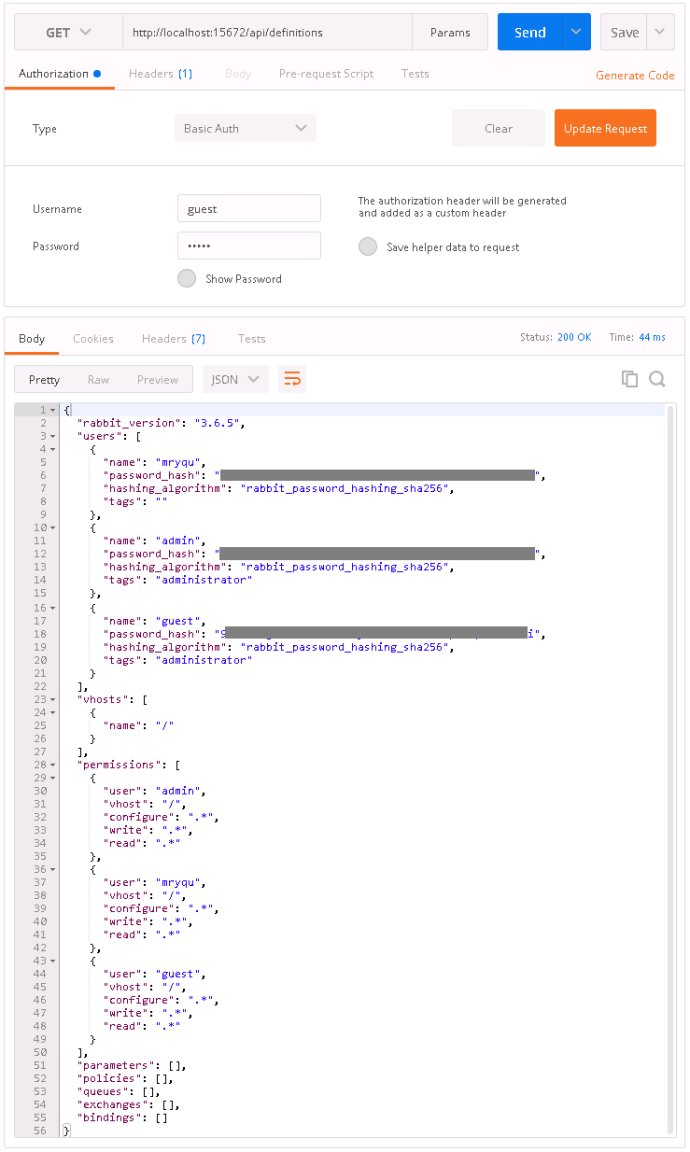 GET http://localhost:15672/api/definitions Params Send Save
Authorization Headers (1) Body Pre-request Script Tests Generate Code
Type Basic Auth Clear Update Request
Username guest The authorization header will be generated
and added as a custom header
Password ••••• Save helper data to request
Show Password
Body Cookies Headers (7) Tests Status: 200 OK Time: 44 ms
Pretty Raw Preview JSON
1 {
2 "rabbit_version": "3.6.5",
3 "users": [
4 {
5 "name": "mryqu",
6 "password_hash": "",
7 "hashing_algorithm": "rabbit_password_hashing_sha256",
8 "tags": ""
9 },
10 {
11 "name": "admin",
12 "password_hash": "",
13 "hashing_algorithm": "rabbit_password_hashing_sha256",
14 "tags": "administrator"
15 },
16 {
17 "name": "guest",
18 "password_hash": "9 i",
19 "hashing_algorithm": "rabbit_password_hashing_sha256",
20 "tags": "administrator"
21 }
22 ],
23 "vhosts": [
24 {
25 "name": "/"
26 }
27 ],
28 "permissions": [
29 {
30 "user": "admin",
31 "vhost": "/",
32 "configure": ".*",
33 "write": ".*",
34 "read": ".*"
35 },
36 {
37 "user": "mryqu",
38 "vhost": "/",
39 "configure": ".*",
40 "write": ".*",
41 "read": ".*"
42 },
43 {
44 "user": "guest",
45 "vhost": "/",
46 "configure": ".*",
47 "write": ".*",
48 "read": ".*"
49 }
50 ],
51 "parameters": [],
52 "policies": [],
53 "queues": [],
54 "exchanges": [],
55 "bindings": []
56 }